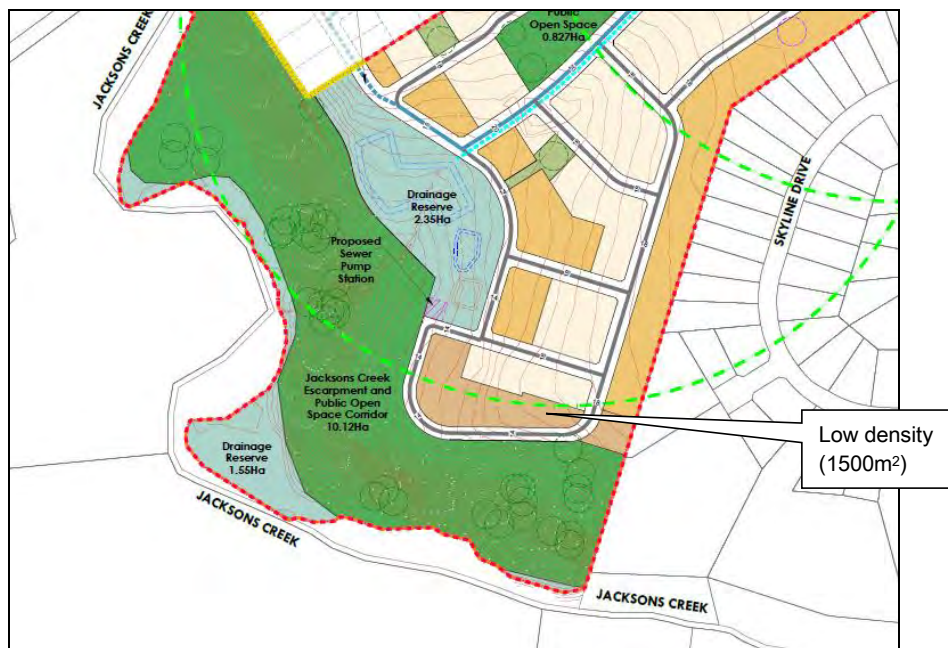 JACKSONS CREEK
Public
Open Space
0.827Ha
SKYLINE DRIVE
Drainage
Reserve
2.35Ha
Proposed
Sewer
Pump
Station
Jacksons Creek
Escarpment and
Public Open
Space Corridor
10.12Ha
Low density
(1500m²)
Drainage
Reserve
1.55Ha
JACKSONS CREEK
JACKSONS CREEK